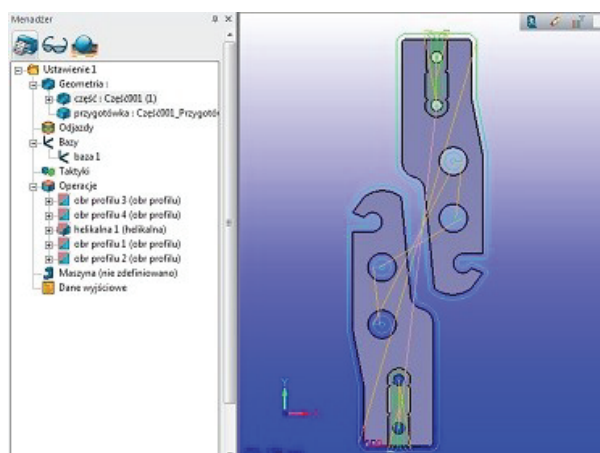 Menadżer
Ustawienie 1
Geometria :
część : Część001 (1)
przygotówka : Część001_Przygotów
Odjazdy
Bazy
baza 1
Taktyki
Operacje
obr profilu 3 (obr profilu)
obr profilu 4 (obr profilu)
helikalna 1 (helikalna)
obr profilu 1 (obr profilu)
obr profilu 2 (obr profilu)
Maszyna (nie zdefiniowano)
Dane wyjściowe
Y